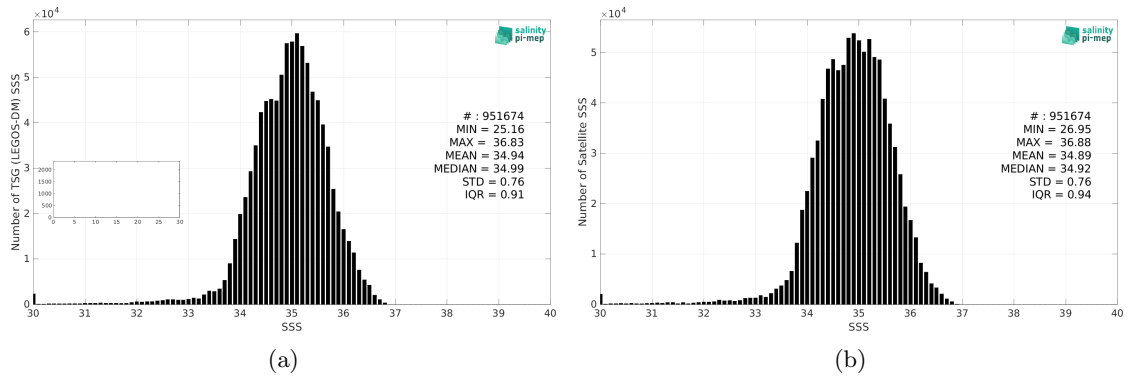 ×10⁴
6
5
4
3
2
1
0
Number of TSG (LEGOS-DM) SSS
salinity
pi-mep
# : 951674
MIN = 25.16
MAX = 36.83
MEAN = 34.94
MEDIAN = 34.99
STD = 0.76
IQR = 0.91
2000
1500
1000
500
0
0 5 10 15 20 25 30
30 31 32 33 34 35 36 37 38 39 40
SSS
(a)
×10⁴
5
4
3
2
1
0
Number of Satellite SSS
salinity
pi-mep
# : 951674
MIN = 26.95
MAX = 36.88
MEAN = 34.89
MEDIAN = 34.92
STD = 0.76
IQR = 0.94
30 31 32 33 34 35 36 37 38 39 40
SSS
(b)